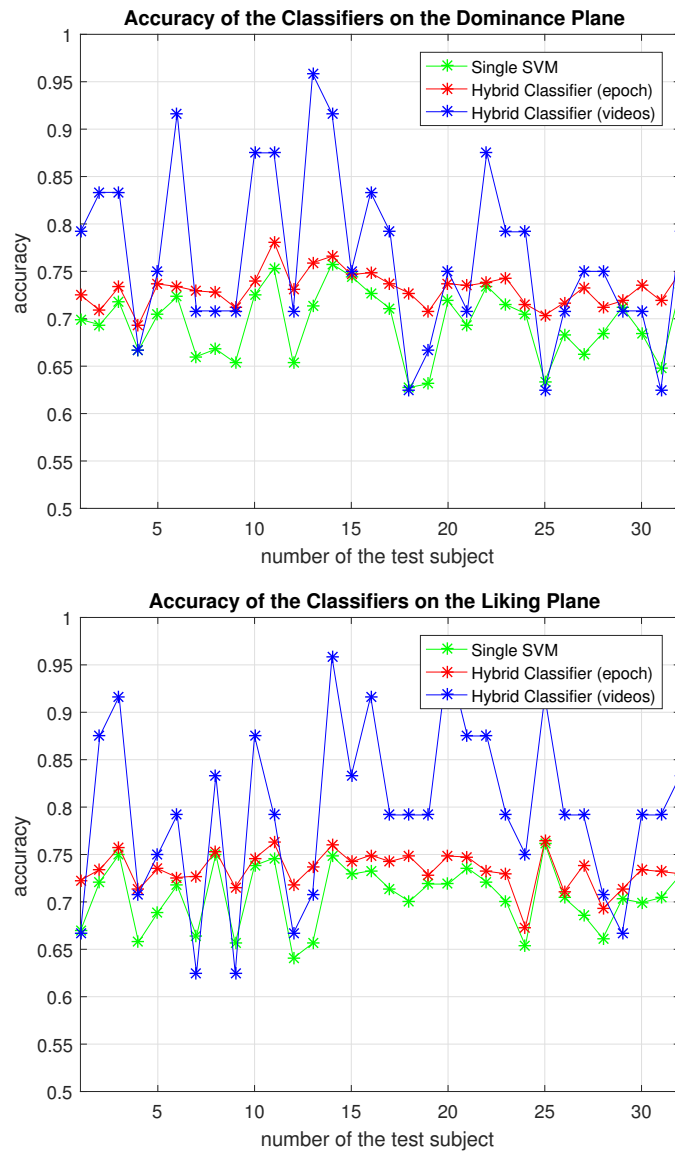 Accuracy of the Classifiers on the Dominance Plane
1
Single SVM
0.95
Hybrid Classifier (epoch)
Hybrid Classifier (videos)
0.9
0.85
0.8
accuracy
0.75
0.7
0.65
0.6
0.55
0.5
5 10 15 20 25 30
number of the test subject
Accuracy of the Classifiers on the Liking Plane
1
Single SVM
0.95
Hybrid Classifier (epoch)
Hybrid Classifier (videos)
0.9
0.85
0.8
accuracy
0.75
0.7
0.65
0.6
0.55
0.5
5 10 15 20 25 30
number of the test subject